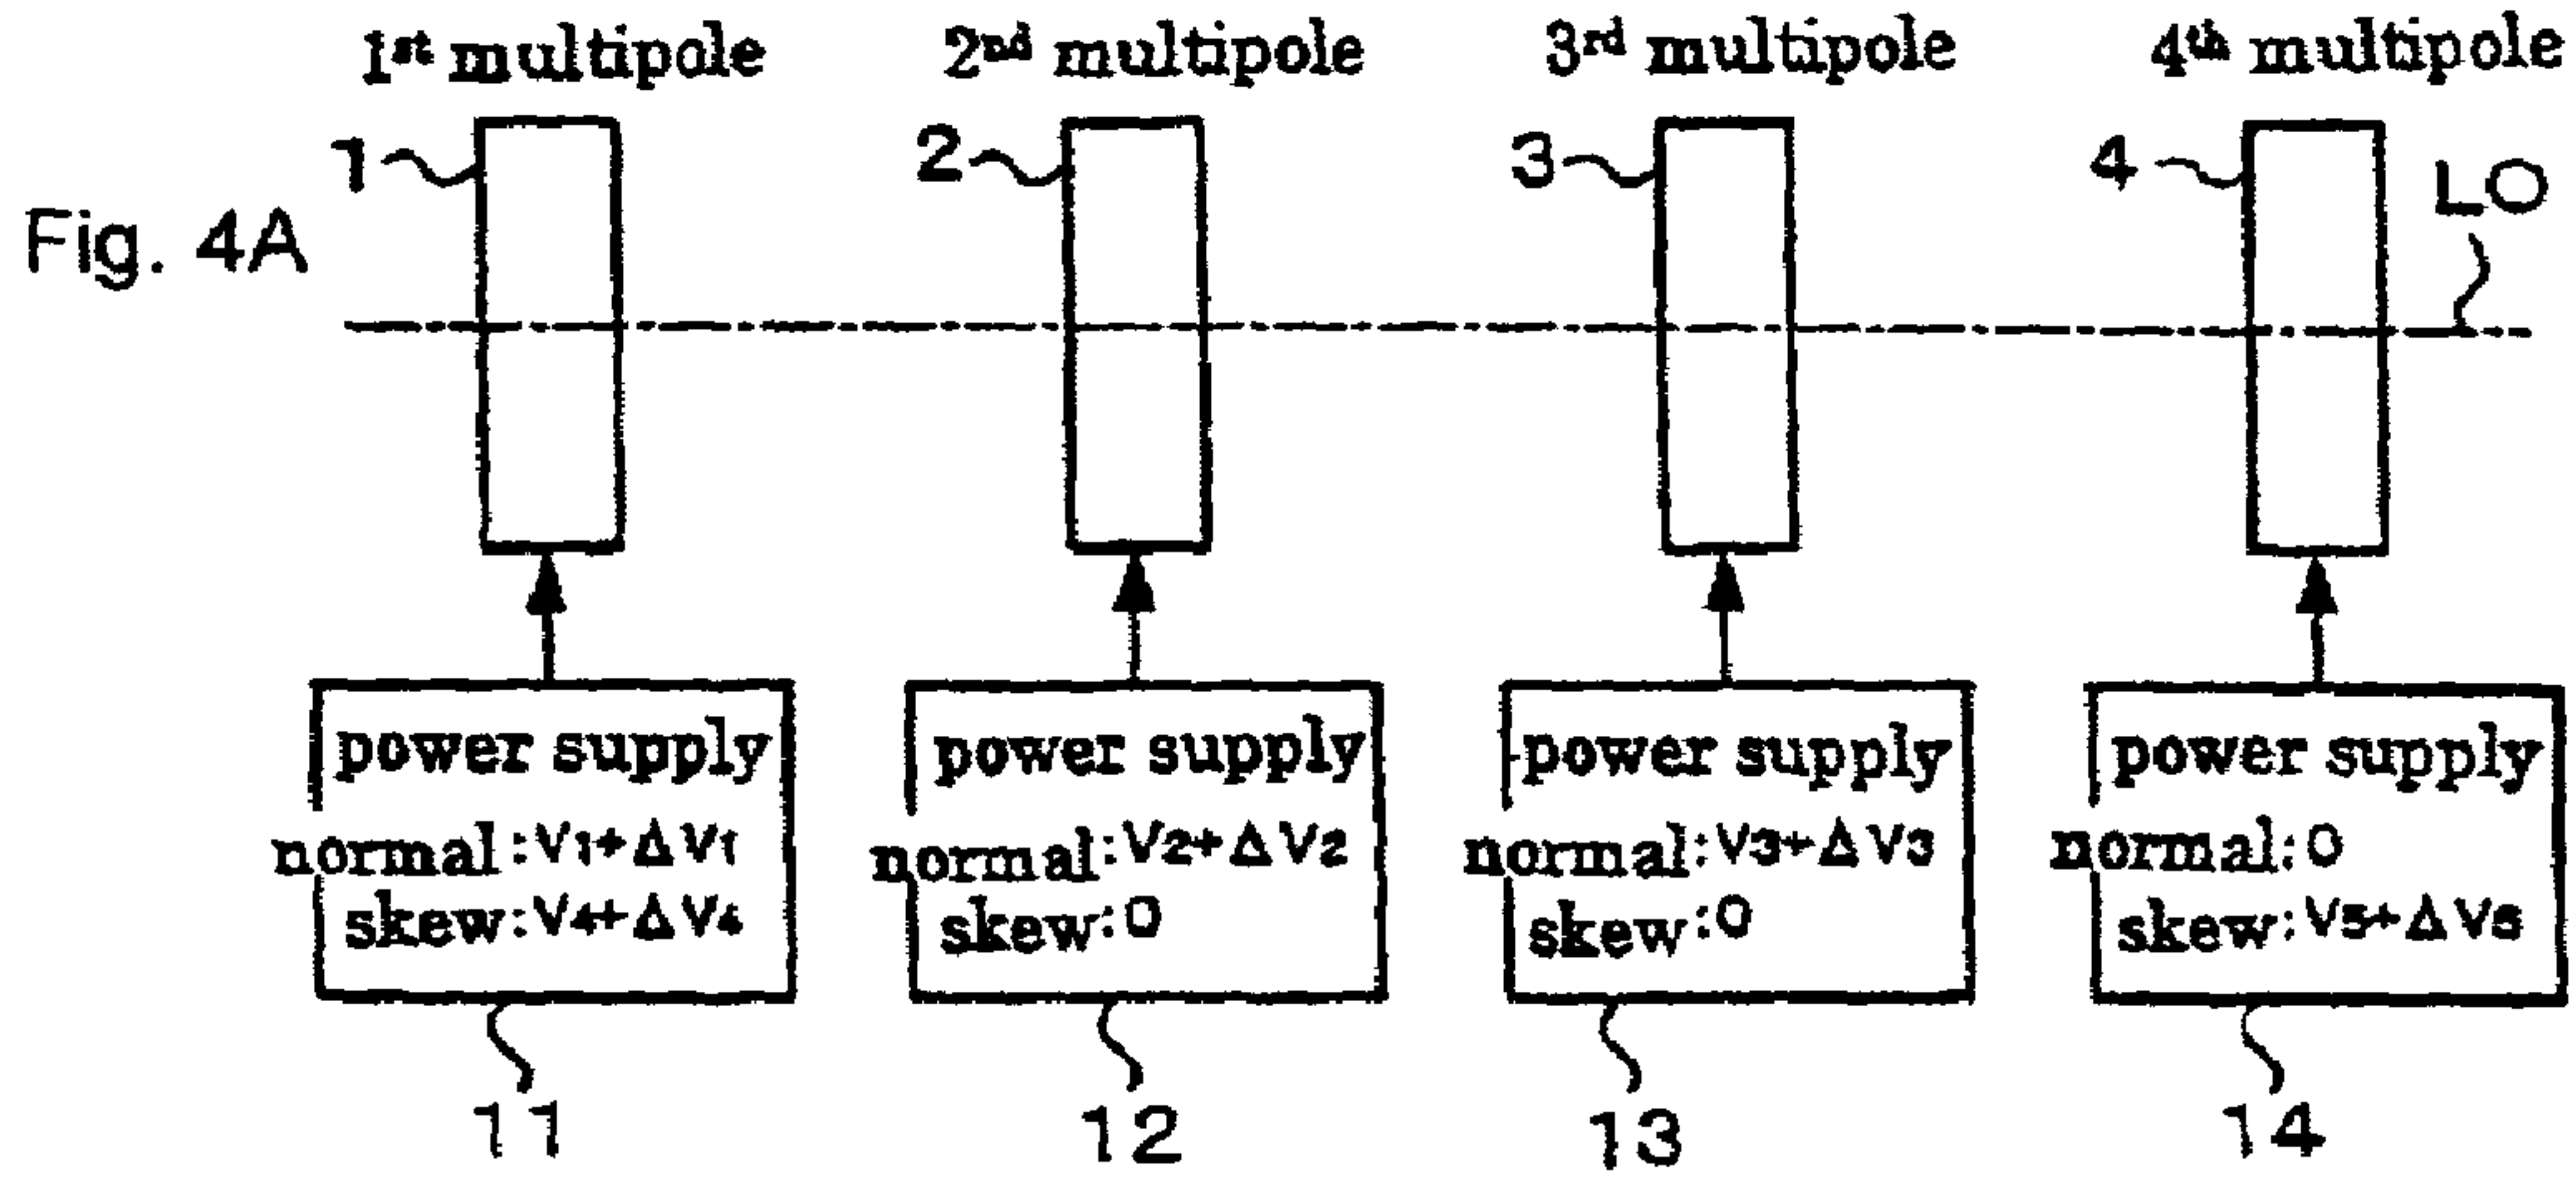 1st multipole
2nd multipole
3rd multipole
4th multipole
1
2
3
4
LO
Fig. 4A
power supply
normal:V1+ΔV1
skew:V4+ΔV4
power supply
normal:V2+ΔV2
skew:0
power supply
normal:V3+ΔV3
skew:0
power supply
normal:0
skew:V5+ΔV5
11
12
13
14